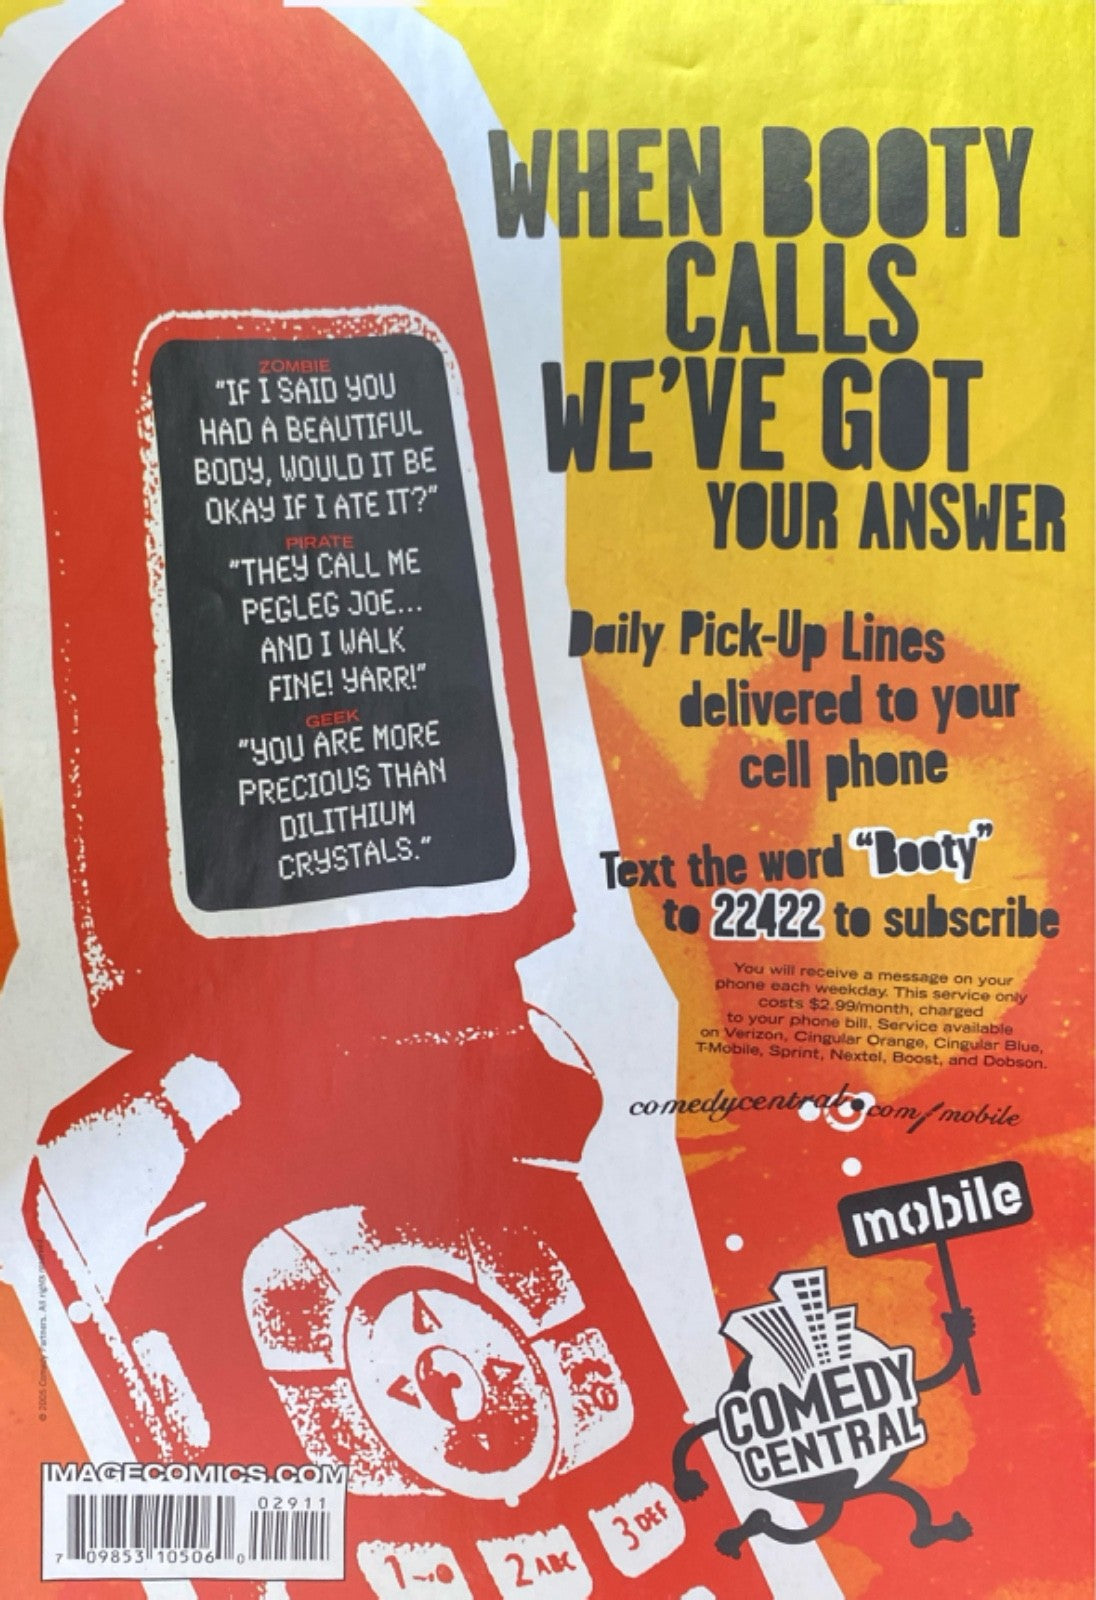 WHEN BOOTY
CALLS
WE'VE GOT
YOUR ANSWER
ZOMBIE
"IF I SAID YOU
HAD A BEAUTIFUL
BODY, WOULD IT BE
OKAY IF I ATE IT?"
PIRATE
"THEY CALL ME
PEGLEG JOE...
AND I WALK
FINE! YARR!"
GEEK
"YOU ARE MORE
PRECIOUS THAN
DILITHIUM
CRYSTALS."
Daily Pick-Up Lines
delivered to your
cell phone
Text the word "Booty"
to 22422 to subscribe
You will receive a message on your
phone each weekday. This service only
costs $2.99/month, charged
to your phone bill. Service available
on Verizon, Cingular Orange, Cingular Blue,
T-Mobile, Sprint, Nextel, Boost, and Dobson.
comedycentral.com/mobile
mobile
COMEDY
CENTRAL
© 2005 Comedy Partners. All rights
IMAGECOMICS.COM
02911
7 09853 10506 0
1
2 ABC
3 DEF